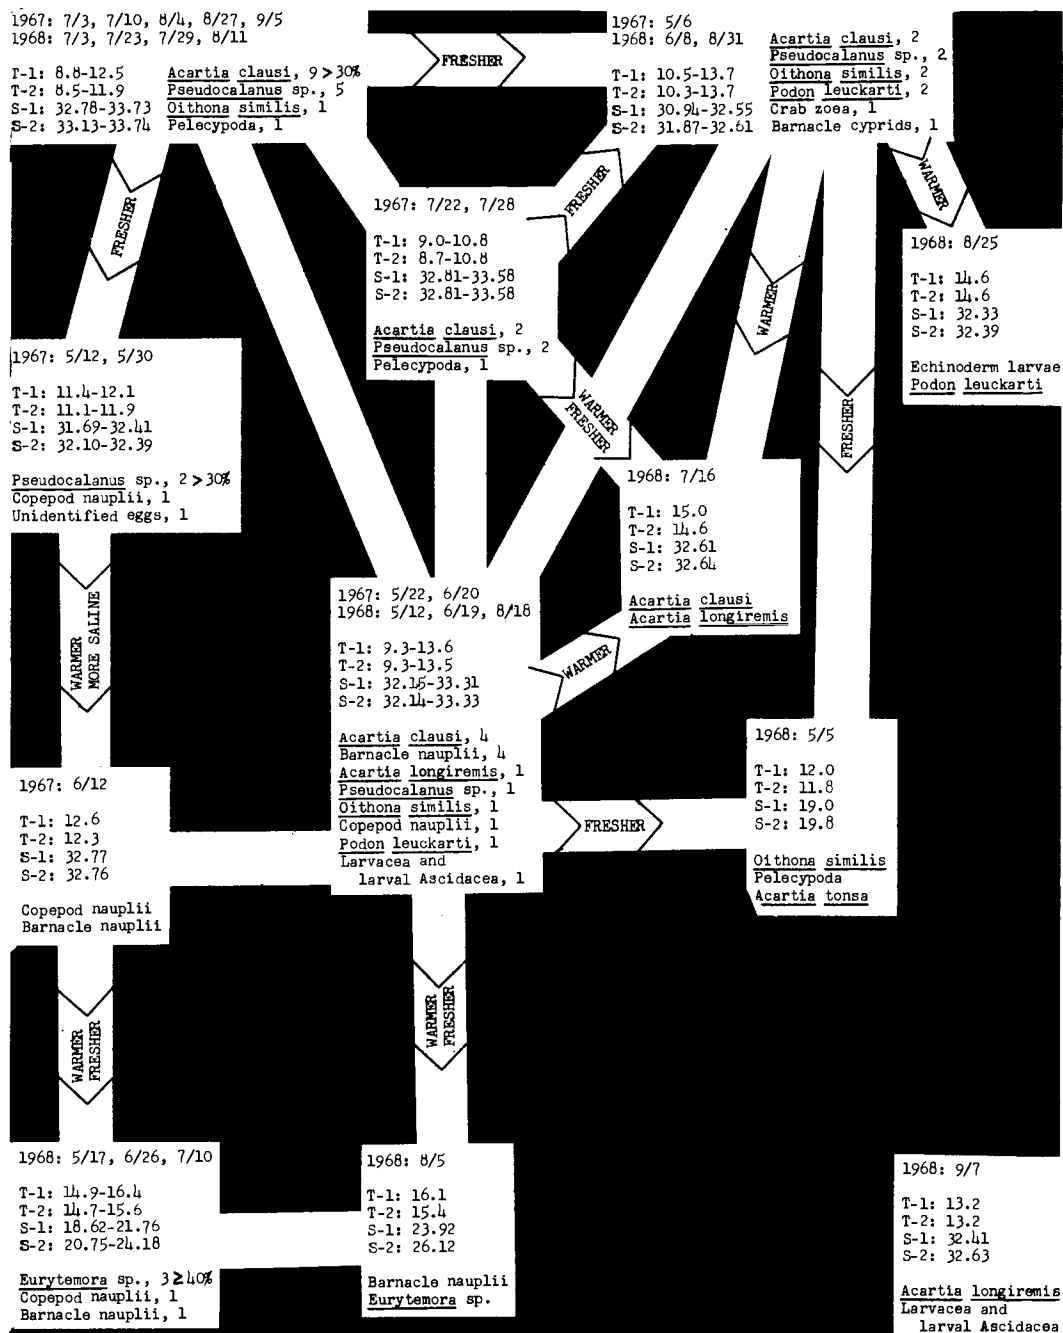 1967: 7/3, 7/10, 8/4, 8/27, 9/5
1968: 7/3, 7/23, 7/29, 8/11
T-1: 8.8-12.5 Acartia clausi, 9 > 30%
T-2: 8.5-11.9 Pseudocalanus sp., 5
S-1: 32.78-33.73 Oithona similis, 1
S-2: 33.13-33.74 Pelecypoda, 1
FRESHER
1967: 5/6
1968: 6/8, 8/31
Acartia clausi, 2
Pseudocalanus sp., 2
T-1: 10.5-13.7 Oithona similis, 2
T-2: 10.3-13.7 Podon leuckarti, 2
S-1: 30.94-32.55 Crab zoea, 1
S-2: 31.87-32.61 Barnacle cyprids, 1
FRESHER
1967: 7/22, 7/28
T-1: 9.0-10.8
T-2: 8.7-10.8
S-1: 32.81-33.58
S-2: 32.81-33.58
Acartia clausi, 2
Pseudocalanus sp., 2
Pelecypoda, 1
FRESHER
WARMER
WARMER
1968: 8/25
T-1: 14.6
T-2: 14.6
S-1: 32.33
S-2: 32.39
Echinoderm larvae
Podon leuckarti
1967: 5/12, 5/30
T-1: 11.4-12.1
T-2: 11.1-11.9
S-1: 31.69-32.41
S-2: 32.10-32.39
Pseudocalanus sp., 2 > 30%
Copepod nauplii, 1
Unidentified eggs, 1
WARMER
FRESHER
FRESHER
1968: 7/16
T-1: 15.0
T-2: 14.6
S-1: 32.61
S-2: 32.64
Acartia clausi
Acartia longiremis
WARMER
MORE SALINE
1967: 5/22, 6/20
1968: 5/12, 6/19, 8/18
T-1: 9.3-13.6
T-2: 9.3-13.5
S-1: 32.15-33.31
S-2: 32.14-33.33
Acartia clausi, 4
Barnacle nauplii, 4
Acartia longiremis, 1
Pseudocalanus sp., 1
Oithona similis, 1
Copepod nauplii, 1
Podon leuckarti, 1
Larvacea and
larval Ascidacea, 1
WARMER
FRESHER
1968: 5/5
T-1: 12.0
T-2: 11.8
S-1: 19.0
S-2: 19.8
Oithona similis
Pelecypoda
Acartia tonsa
1967: 6/12
T-1: 12.6
T-2: 12.3
S-1: 32.77
S-2: 32.76
Copepod nauplii
Barnacle nauplii
WARMER
FRESHER
WARMER
FRESHER
1968: 5/17, 6/26, 7/10
T-1: 14.9-16.4
T-2: 14.7-15.6
S-1: 18.62-21.76
S-2: 20.75-24.18
Eurytemora sp., 3 ≥ 40%
Copepod nauplii, 1
Barnacle nauplii, 1
1968: 8/5
T-1: 16.1
T-2: 15.4
S-1: 23.92
S-2: 26.12
Barnacle nauplii
Eurytemora sp.
1968: 9/7
T-1: 13.2
T-2: 13.2
S-1: 32.41
S-2: 32.63
Acartia longiremis
Larvacea and
larval Ascidacea